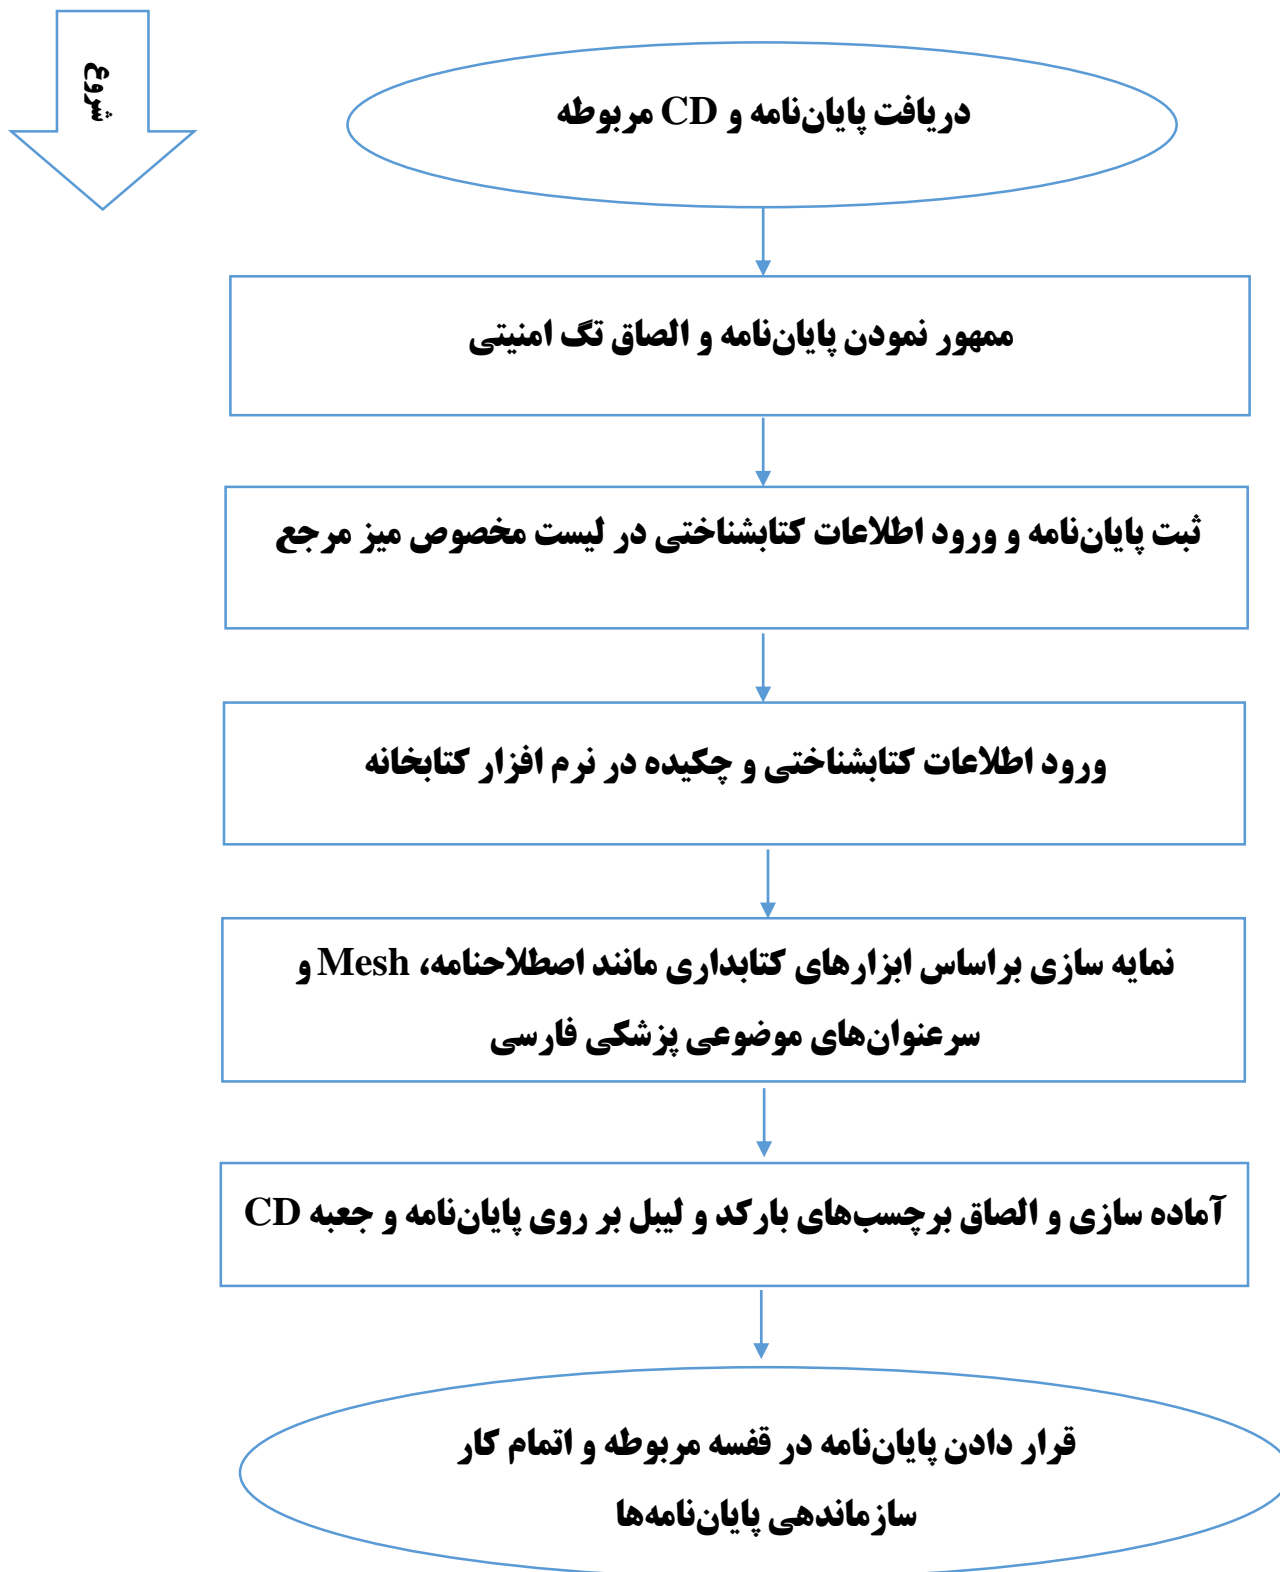 شروع
دریافت پایان‌نامه و CD مربوطه
ممهور نمودن پایان‌نامه و الصاق تگ امنیتی
ثبت پایان‌نامه و ورود اطلاعات کتابشناختی در لیست مخصوص میز مرجع
ورود اطلاعات کتابشناختی و چکیده در نرم افزار کتابخانه
نمایه سازی براساس ابزارهای کتابداری مانند اصطلاحنامه، Mesh و
سرعنوان‌های موضوعی پزشکی فارسی
آماده سازی و الصاق برچسب‌های بارکد و لیبل بر روی پایان‌نامه و جعبه CD
قرار دادن پایان‌نامه در قفسه مربوطه و اتمام کار
سازماندهی پایان‌نامه‌ها